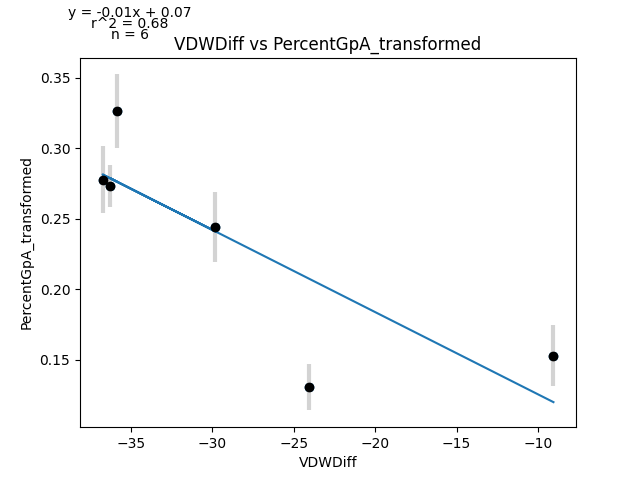 y = -0.01x + 0.07
r^2 = 0.68
n = 6
VDWDiff vs PercentGpA_transformed
PercentGpA_transformed
0.35
0.30
0.25
0.20
0.15
−35
−30
−25
−20
−15
−10
VDWDiff